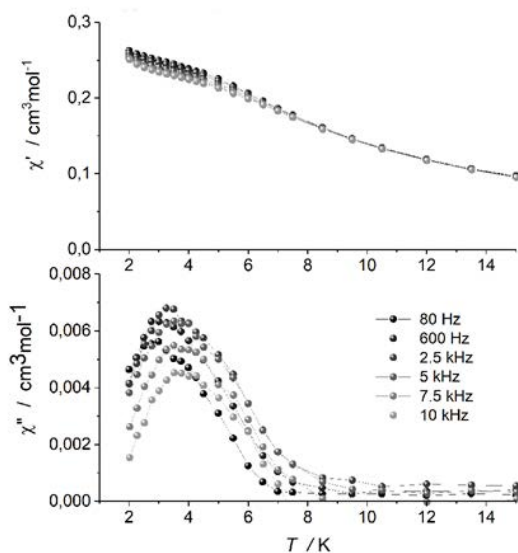 0,3
0,2
0,1
0,0
χ' / cm³mol⁻¹
2 4 6 8 10 12 14
0,008
0,006
0,004
0,002
0,000
χ" / cm3mol-1
80 Hz
600 Hz
2.5 kHz
5 kHz
7.5 kHz
10 kHz
2 4 6 8 10 12 14
T / K